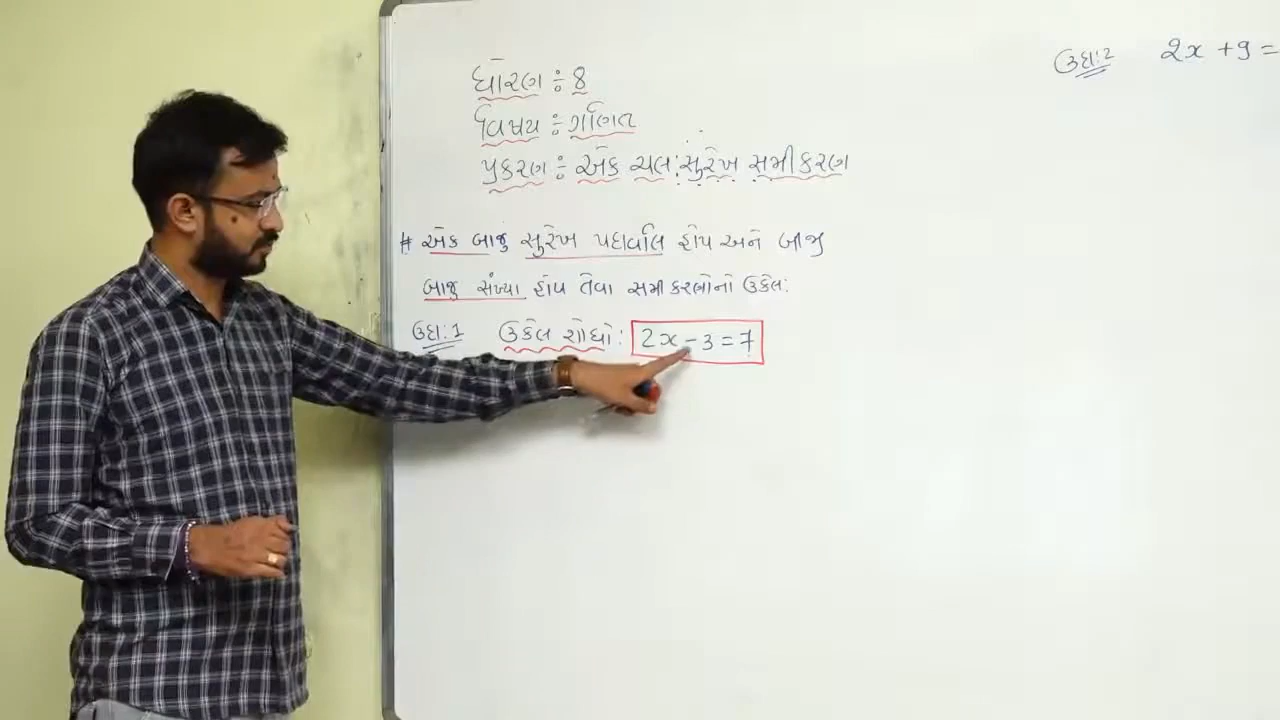 ધોરણ ÷ 8
વિષય ÷ ગણિત
પ્રકરણ ÷ એક ચલ સુરેખ સમીકરણ
# એક બાજુ સુરેખ પદાવલિ હોય અને બીજી
બાજુ સંખ્યા હોય તેવા સમીકરણોનો ઉકેલ:
ઉદા:1 ઉકેલ શોધો: 2x-3=7
ઉદા:2 2x+9=